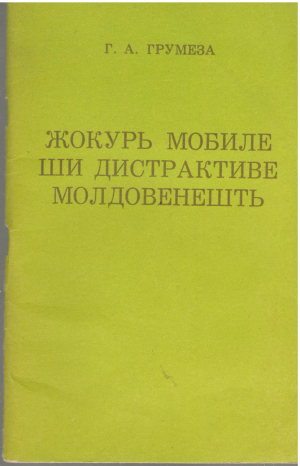 Г. А. ГРУМЕЗА
ЖОКУРЬ МОБИЛЕ
ШИ ДИСТРАКТИВЕ
МОЛДОВЕНЕШТЬ